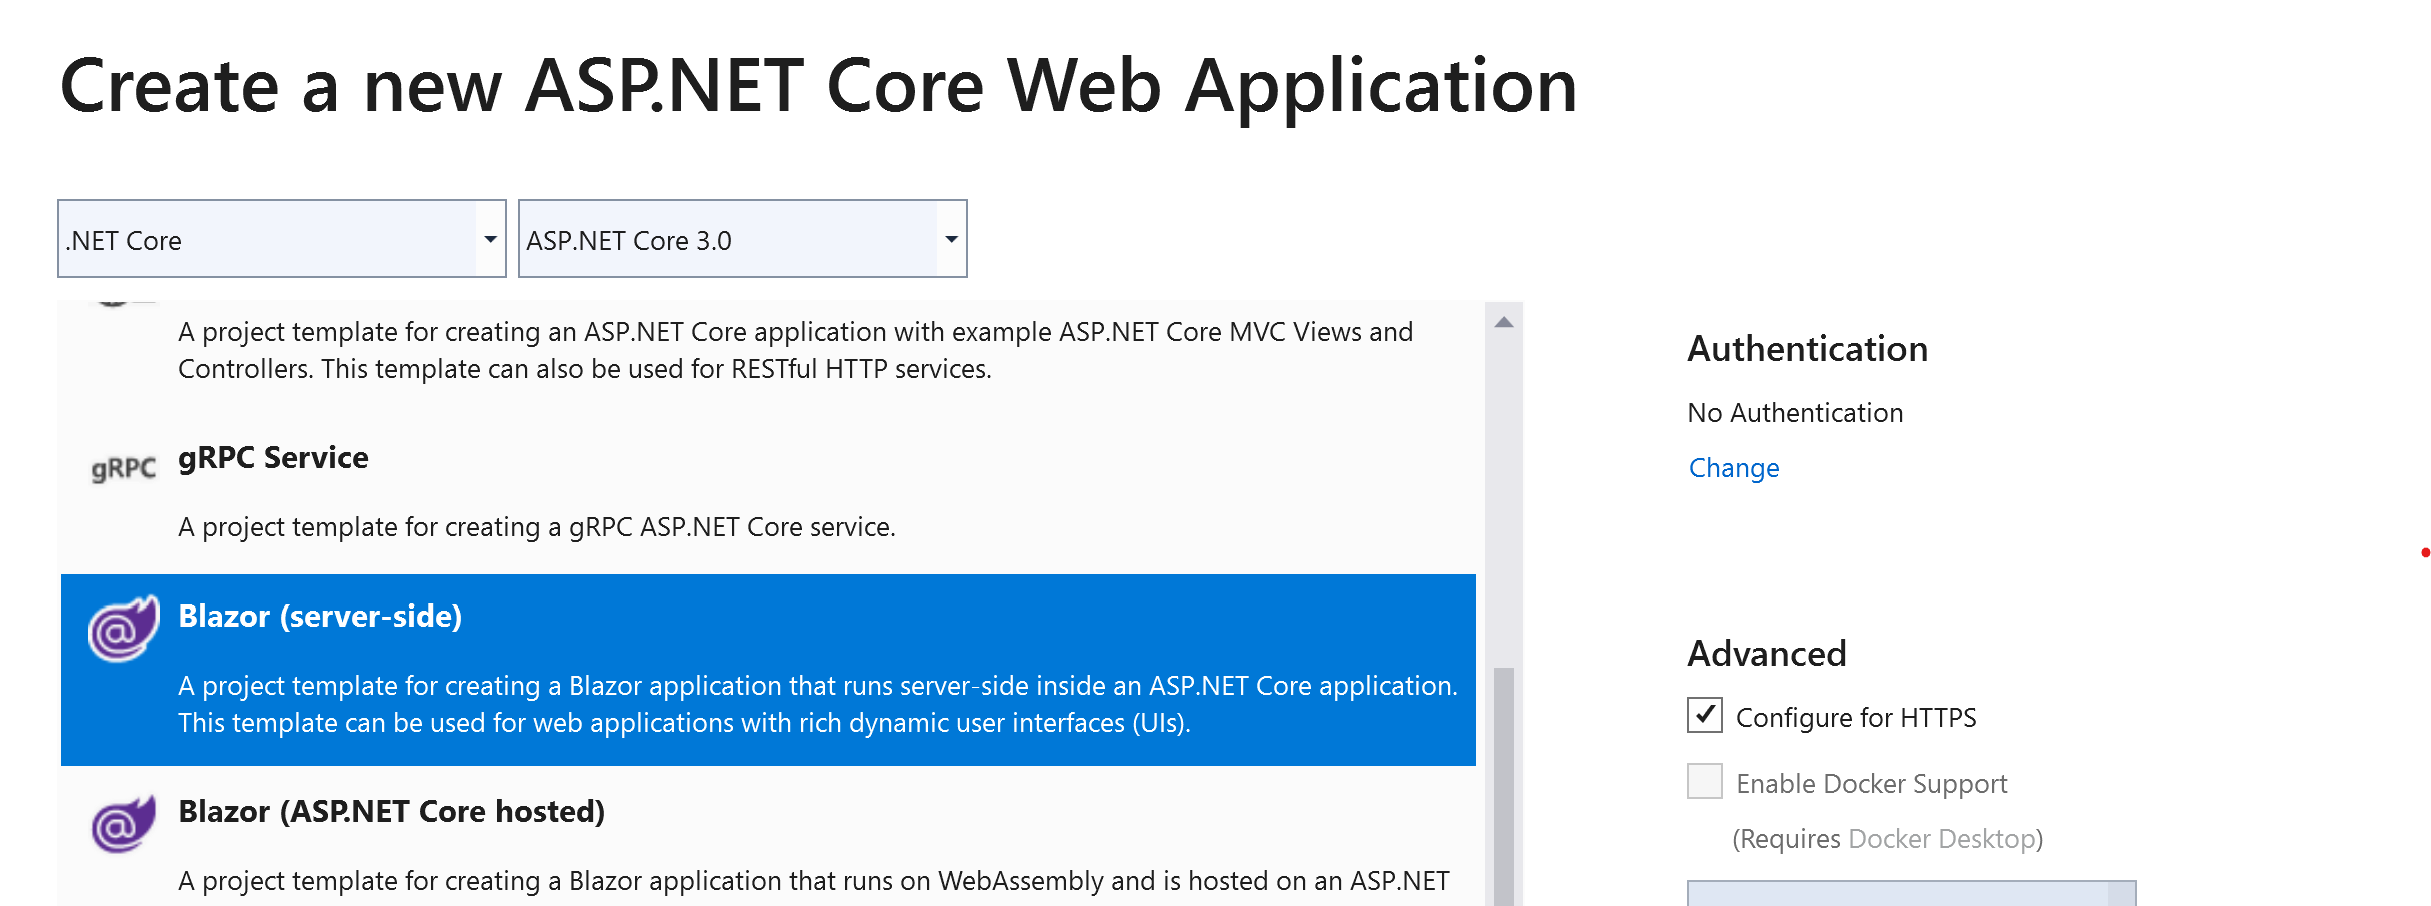 Create a new ASP.NET Core Web Application
.NET Core
ASP.NET Core 3.0
A project template for creating an ASP.NET Core application with example ASP.NET Core MVC Views and
Controllers. This template can also be used for RESTful HTTP services.
gRPC
gRPC Service
A project template for creating a gRPC ASP.NET Core service.
@
Blazor (server-side)
A project template for creating a Blazor application that runs server-side inside an ASP.NET Core application.
This template can be used for web applications with rich dynamic user interfaces (UIs).
@
Blazor (ASP.NET Core hosted)
A project template for creating a Blazor application that runs on WebAssembly and is hosted on an ASP.NET
Authentication
No Authentication
Change
Advanced
Configure for HTTPS
Enable Docker Support
(Requires Docker Desktop)